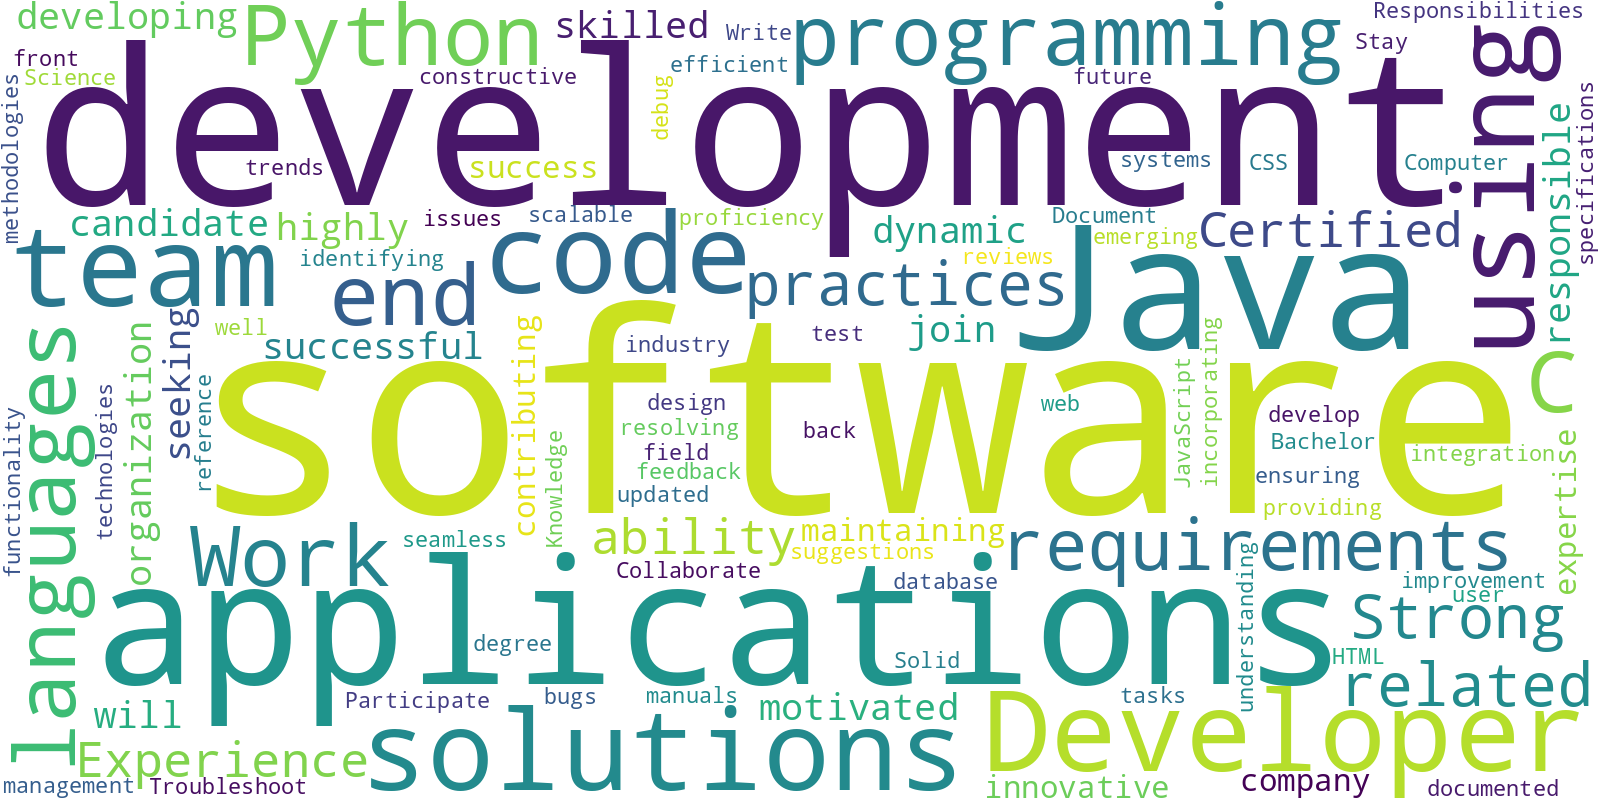 developing
Python
skilled
Write
programming
Responsibilities
Stay
front
Science
constructive
efficient
future
using
methodologies
development
debug
specifications
responsible
trends
success
systems
CSS
Computer
candidate
highly
issues
scalable
proficiency
dynamic
Document
emerging
Certified
team
identifying
code
reviews
practices
Java
end
seeking
well
successful
industry
test
join
languages
organization
contributing
software
JavaScript
incorporating
C
reference
technologies
design
web
develop
resolving
back
Bachelor
field
feedback
integration
updated
ensuring
providing
functionality
Knowledge
expertise
Work
seamless
ability
maintaining
suggestions
requirements
Collaborate
database
understanding
improvement
user
applications
Strong
degree
Solid
HTML
Participate
bugs
manuals
tasks
related
will
solutions
motivated
Developer
Experience
management
Troubleshoot
innovative
company
documented